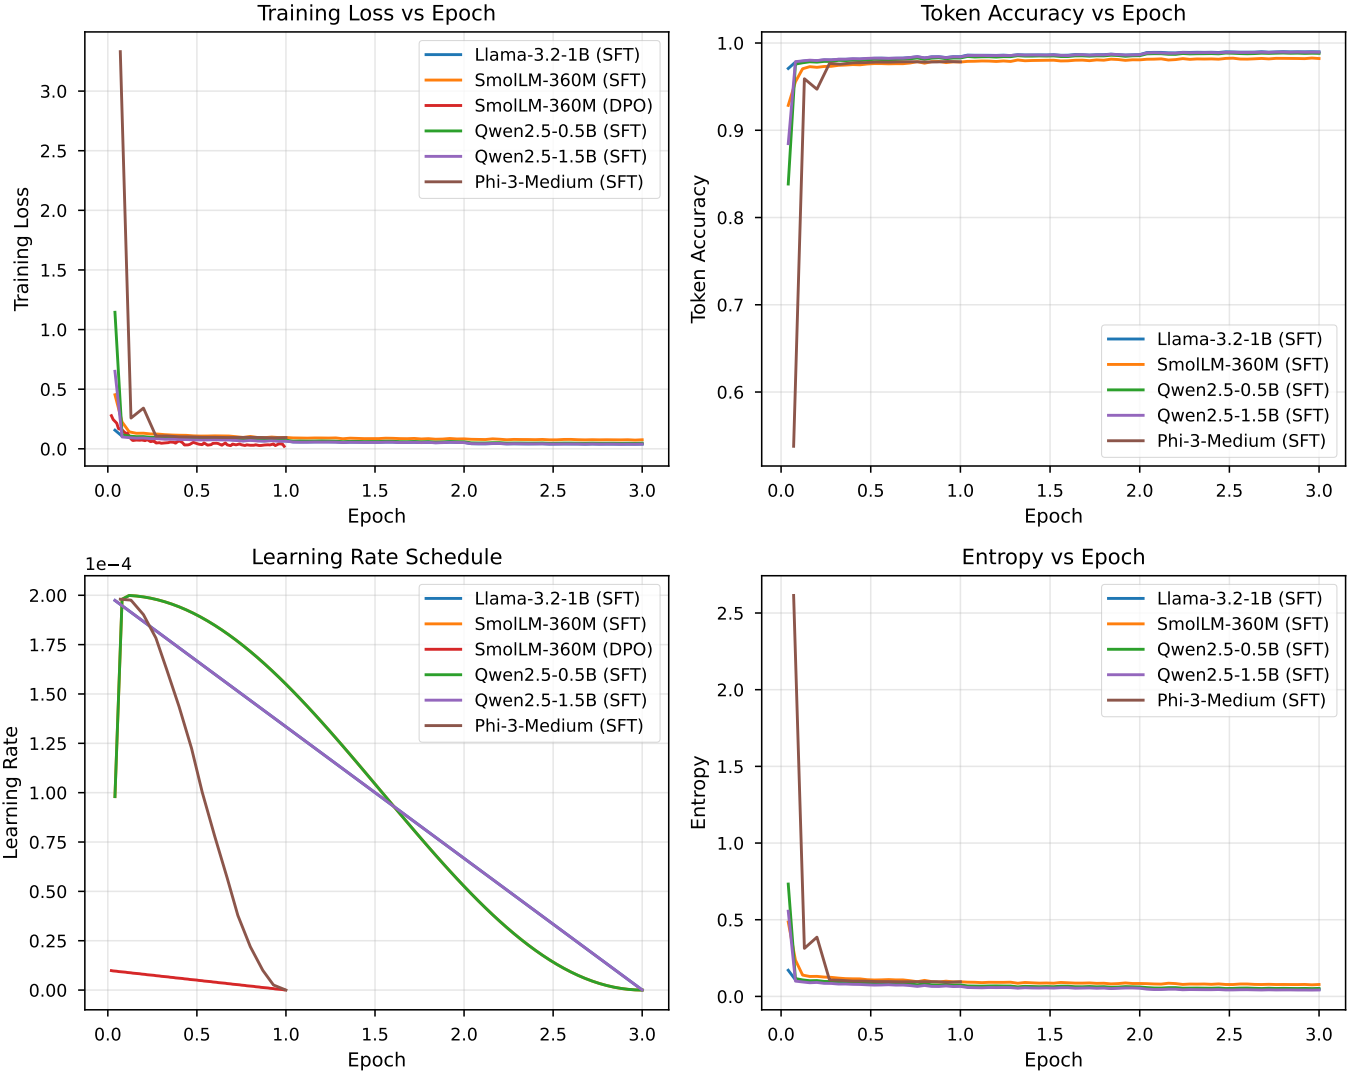 Training Loss vs Epoch
Training Loss
3.0
2.5
2.0
1.5
1.0
0.5
0.0
Llama-3.2-1B (SFT)
SmolLM-360M (SFT)
SmolLM-360M (DPO)
Qwen2.5-0.5B (SFT)
Qwen2.5-1.5B (SFT)
Phi-3-Medium (SFT)
0.0 0.5 1.0 1.5 2.0 2.5 3.0
Epoch
Token Accuracy vs Epoch
Token Accuracy
1.0
0.9
0.8
0.7
0.6
Llama-3.2-1B (SFT)
SmolLM-360M (SFT)
Qwen2.5-0.5B (SFT)
Qwen2.5-1.5B (SFT)
Phi-3-Medium (SFT)
0.0 0.5 1.0 1.5 2.0 2.5 3.0
Epoch
Learning Rate Schedule
1e−4
Learning Rate
2.00
1.75
1.50
1.25
1.00
0.75
0.50
0.25
0.00
Llama-3.2-1B (SFT)
SmolLM-360M (SFT)
SmolLM-360M (DPO)
Qwen2.5-0.5B (SFT)
Qwen2.5-1.5B (SFT)
Phi-3-Medium (SFT)
0.0 0.5 1.0 1.5 2.0 2.5 3.0
Epoch
Entropy vs Epoch
Entropy
2.5
2.0
1.5
1.0
0.5
0.0
Llama-3.2-1B (SFT)
SmolLM-360M (SFT)
Qwen2.5-0.5B (SFT)
Qwen2.5-1.5B (SFT)
Phi-3-Medium (SFT)
0.0 0.5 1.0 1.5 2.0 2.5 3.0
Epoch